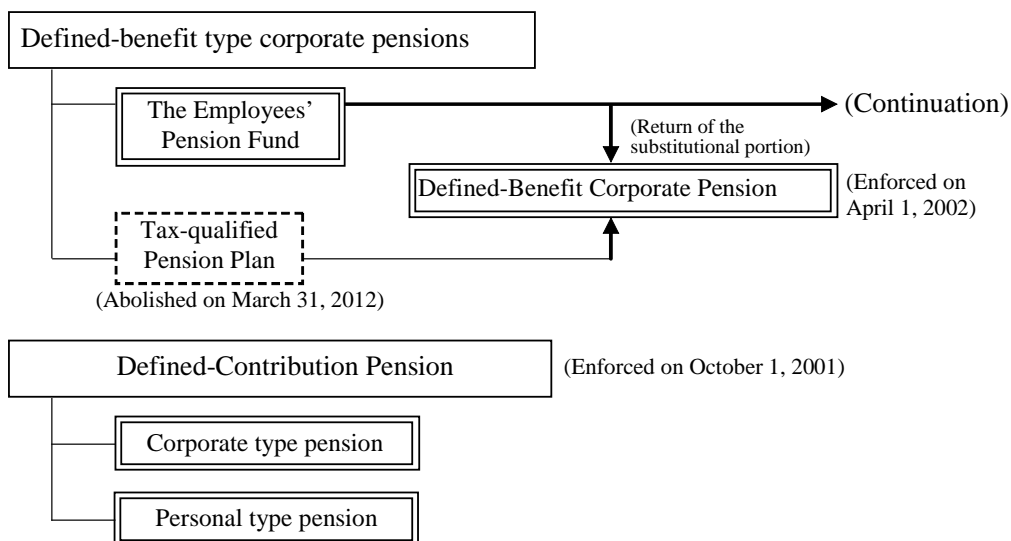 Defined-benefit type corporate pensions
The Employees’
Pension Fund
(Continuation)
(Return of the
substitutional portion)
Defined-Benefit Corporate Pension
(Enforced on
April 1, 2002)
Tax-qualified
Pension Plan
(Abolished on March 31, 2012)
Defined-Contribution Pension
(Enforced on October 1, 2001)
Corporate type pension
Personal type pension